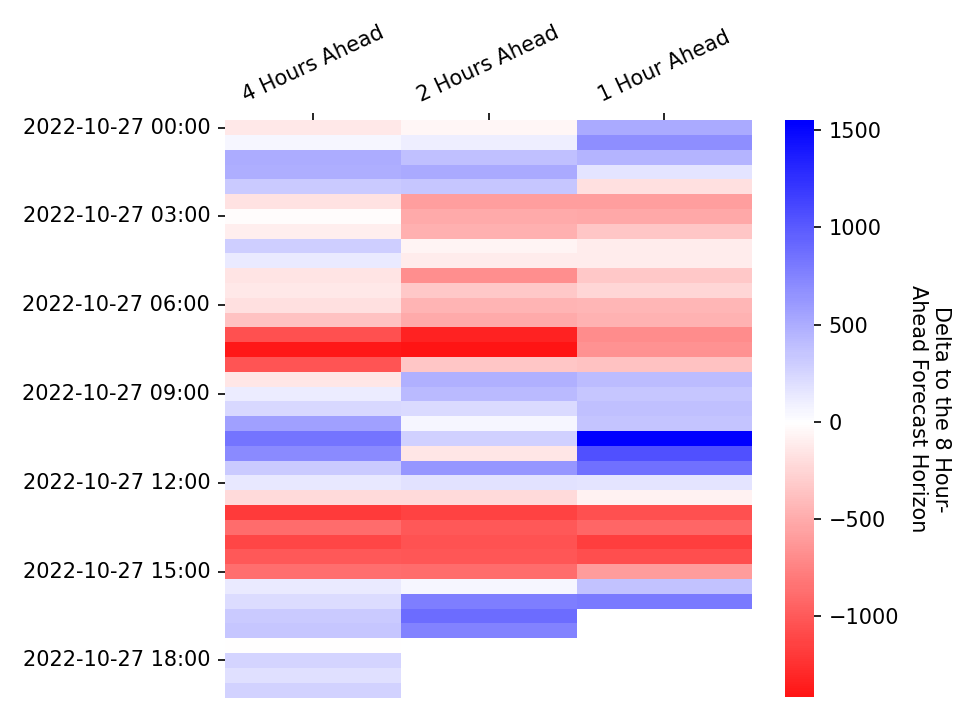 4 Hours Ahead
2 Hours Ahead
1 Hour Ahead
2022-10-27 00:00
2022-10-27 03:00
2022-10-27 06:00
2022-10-27 09:00
2022-10-27 12:00
2022-10-27 15:00
2022-10-27 18:00
1500
1000
500
0
−500
−1000
Delta to the 8 Hour-
Ahead Forecast Horizon